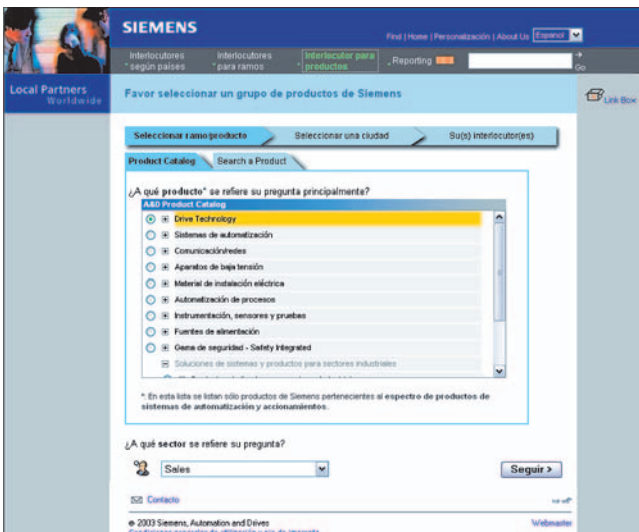 SIEMENS
Find | Home | Personalización | About Us Espanol
Interlocutores según países
Interlocutores para ramos
Interlocutor para productos
Reporting
Go
Local Partners
Worldwide
Favor seleccionar un grupo de productos de Siemens
Link Box
Seleccionar ramo/producto
Seleccionar una ciudad
Su(s) interlocutor(es)
Product Catalog
Search a Product
¿A qué producto* se refiere su pregunta principalmente?
A&D Product Catalog
Drive Technology
Sistemas de automatización
Comunicación/redes
Aparatos de baja tensión
Material de instalación eléctrica
Automatización de procesos
Instrumentación, sensores y pruebas
Fuentes de alimentación
Gama de seguridad - Safety Integrated
Soluciones de sistemas y productos para sectores industriales
*: En esta lista se listan sólo productos de Siemens pertenecientes al espectro de productos de
sistemas de automatización y accionamientos.
¿A qué sector se refiere su pregunta?
Sales
Seguir >
Contacto
© 2003 Siemens, Automation and Drives
Webmaster